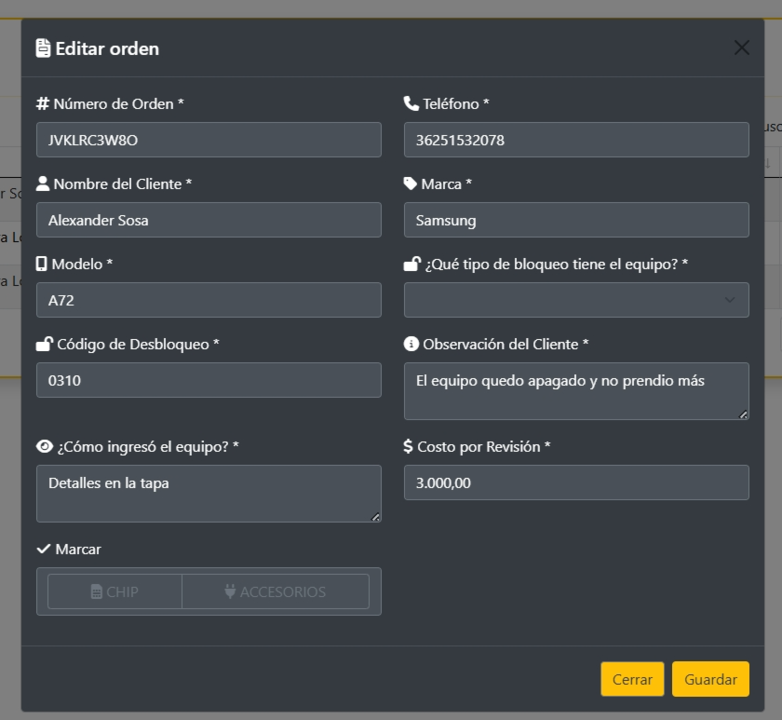 Editar orden
Número de Orden *
Teléfono *
JVKLRC3W8O
36251532078
Nombre del Cliente *
Marca *
Alexander Sosa
Samsung
Modelo *
¿Qué tipo de bloqueo tiene el equipo? *
A72
Código de Desbloqueo *
Observación del Cliente *
0310
El equipo quedo apagado y no prendio más
¿Cómo ingresó el equipo? *
$ Costo por Revisión *
Detalles en la tapa
3.000,00
Marcar
CHIP
ACCESORIOS
Cerrar
Guardar